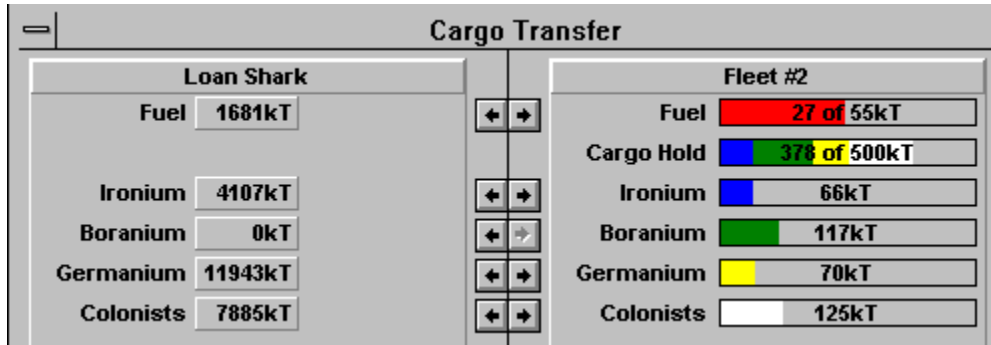 Cargo Transfer
Loan Shark Fleet #2
Fuel 1681kT Fuel 27 of 55kT
Cargo Hold 378 of 500kT
Ironium 4107kT Ironium 66kT
Boranium 0kT Boranium 117kT
Germanium 11943kT Germanium 70kT
Colonists 7885kT Colonists 125kT